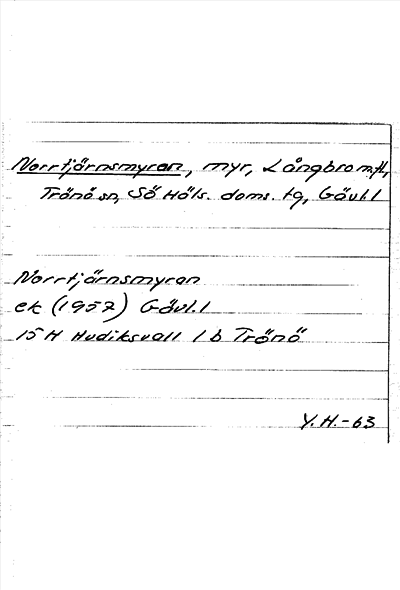 Norrtjärnsmyran, myr, Långbro m.fl.,
Trönö sn, Sö Häls. doms. tg, Gävl.l
Norrtjärnsmyran
ek (1957) Gävl.l
15 H Hudiksvall 1 b Trönö
Y.H.-63